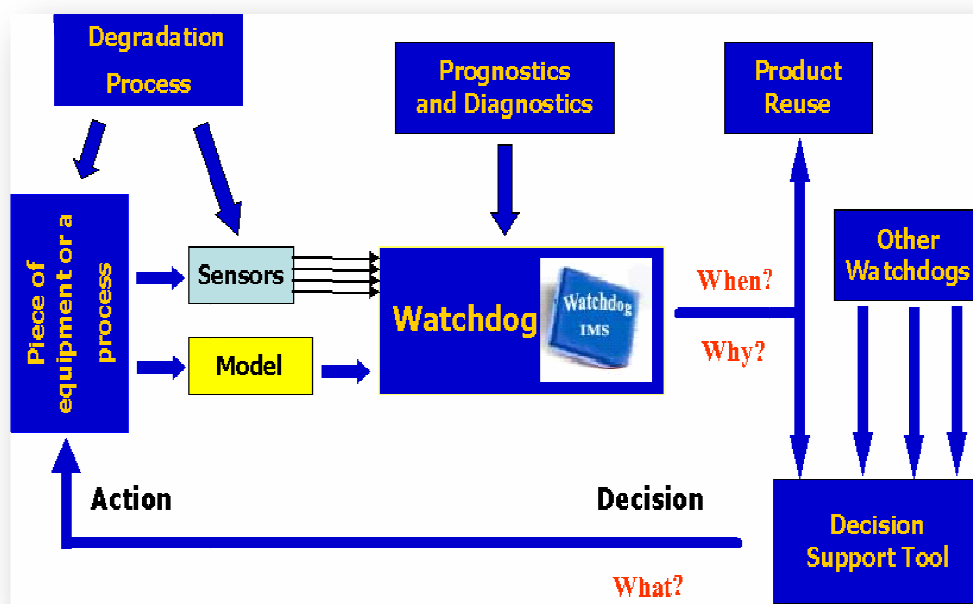 Degradation
Process
Prognostics
and Diagnostics
Product
Reuse
Piece of
equipment or a
process
Sensors
Model
Watchdog
Watchdog
IMS
When?
Why?
Other
Watchdogs
Action
Decision
What?
Decision
Support Tool